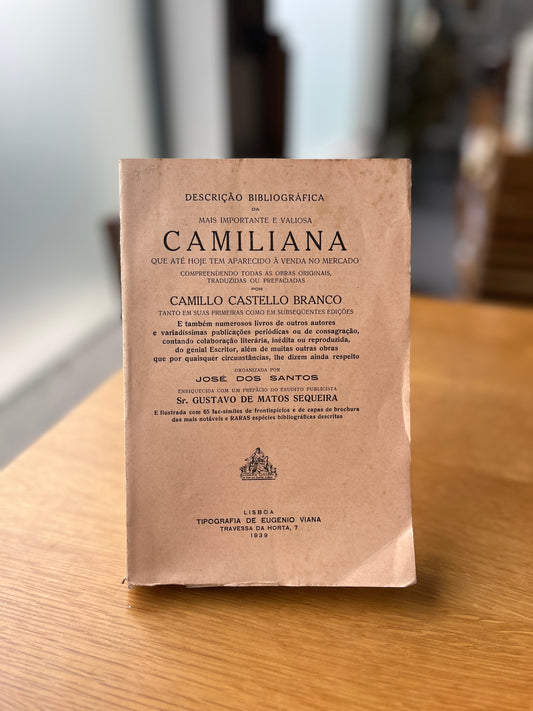 DESCRIÇÃO BIBLIOGRÁFICA
DA
MAIS IMPORTANTE E VALIOSA
CAMILIANA
QUE ATÉ HOJE TEM APARECIDO À VENDA NO MERCADO
COMPREENDENDO TODAS AS OBRAS ORIGINAIS,
TRADUZIDAS OU PREFACIADAS
POR
CAMILLO CASTELLO BRANCO
TANTO EM SUAS PRIMEIRAS COMO EM SUBSEQÜENTES EDIÇÕES
E também numerosos livros de outros autores
e variadíssimas publicações periódicas ou de consagração,
contando colaboração literária, inédita ou reproduzida,
do genial Escritor, além de muitas outras obras
que por quaisquer circunstâncias, lhe dizem ainda respeito
ORGANIZADA POR
JOSÉ DOS SANTOS
ENRIQUECIDA COM UM PREFÁCIO DO ERUDITO PUBLICISTA
Sr. GUSTAVO DE MATOS SEQUEIRA
E ilustrada com 65 fac-símiles de frontispícios e de capas de brochura
das mais notáveis e RARAS espécies bibliográficas descritas
LISBOA
TIPOGRAFIA DE EUGENIO VIANA
TRAVESSA DA HORTA, 7
1939